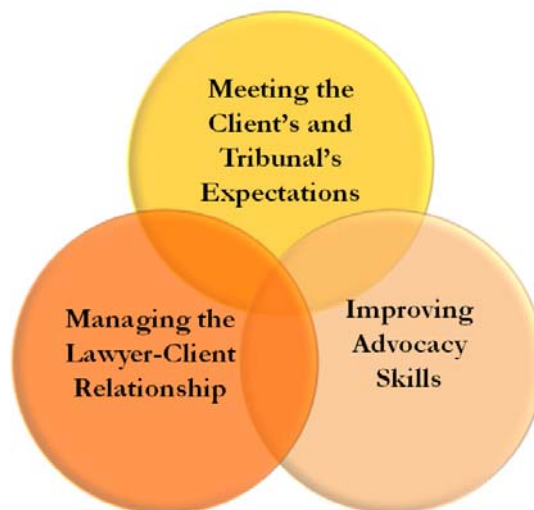 Meeting the
Client’s and
Tribunal’s
Expectations
Managing the
Lawyer-Client
Relationship
Improving
Advocacy
Skills